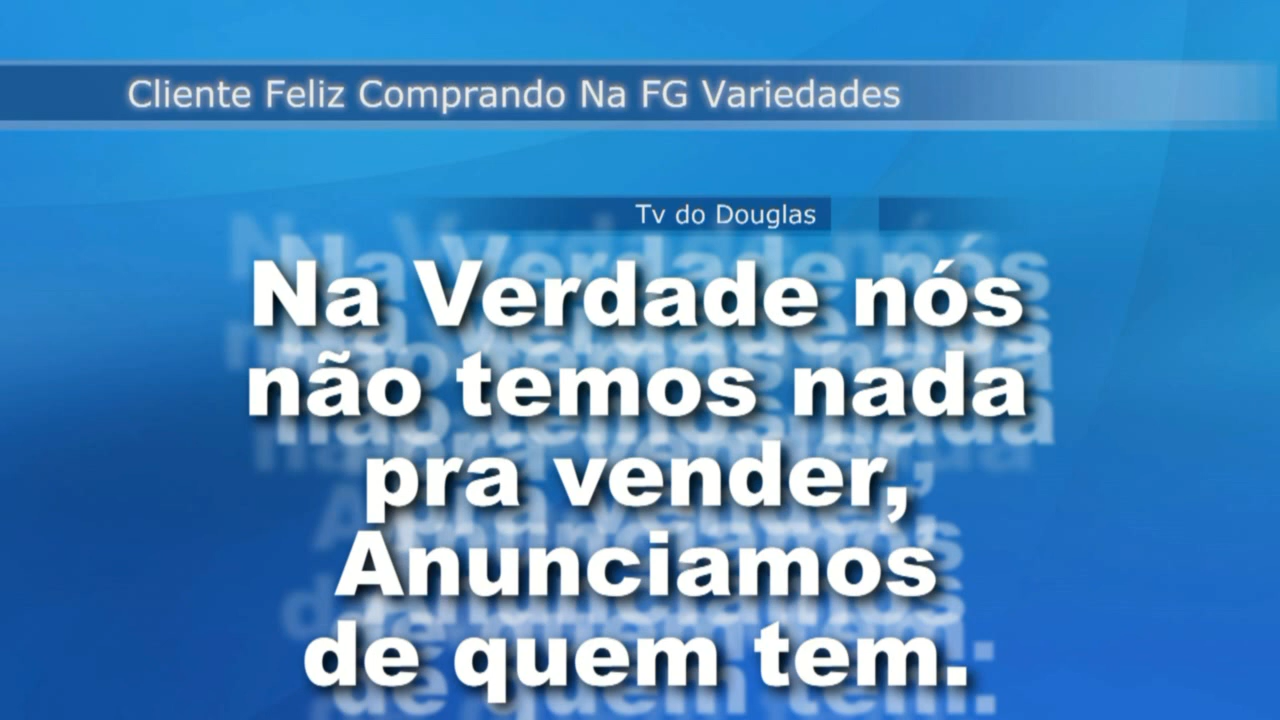 Cliente Feliz Comprando Na FG Variedades
Tv do Douglas
Na Verdade nós
não temos nada
pra vender,
Anunciamos
de quem tem.